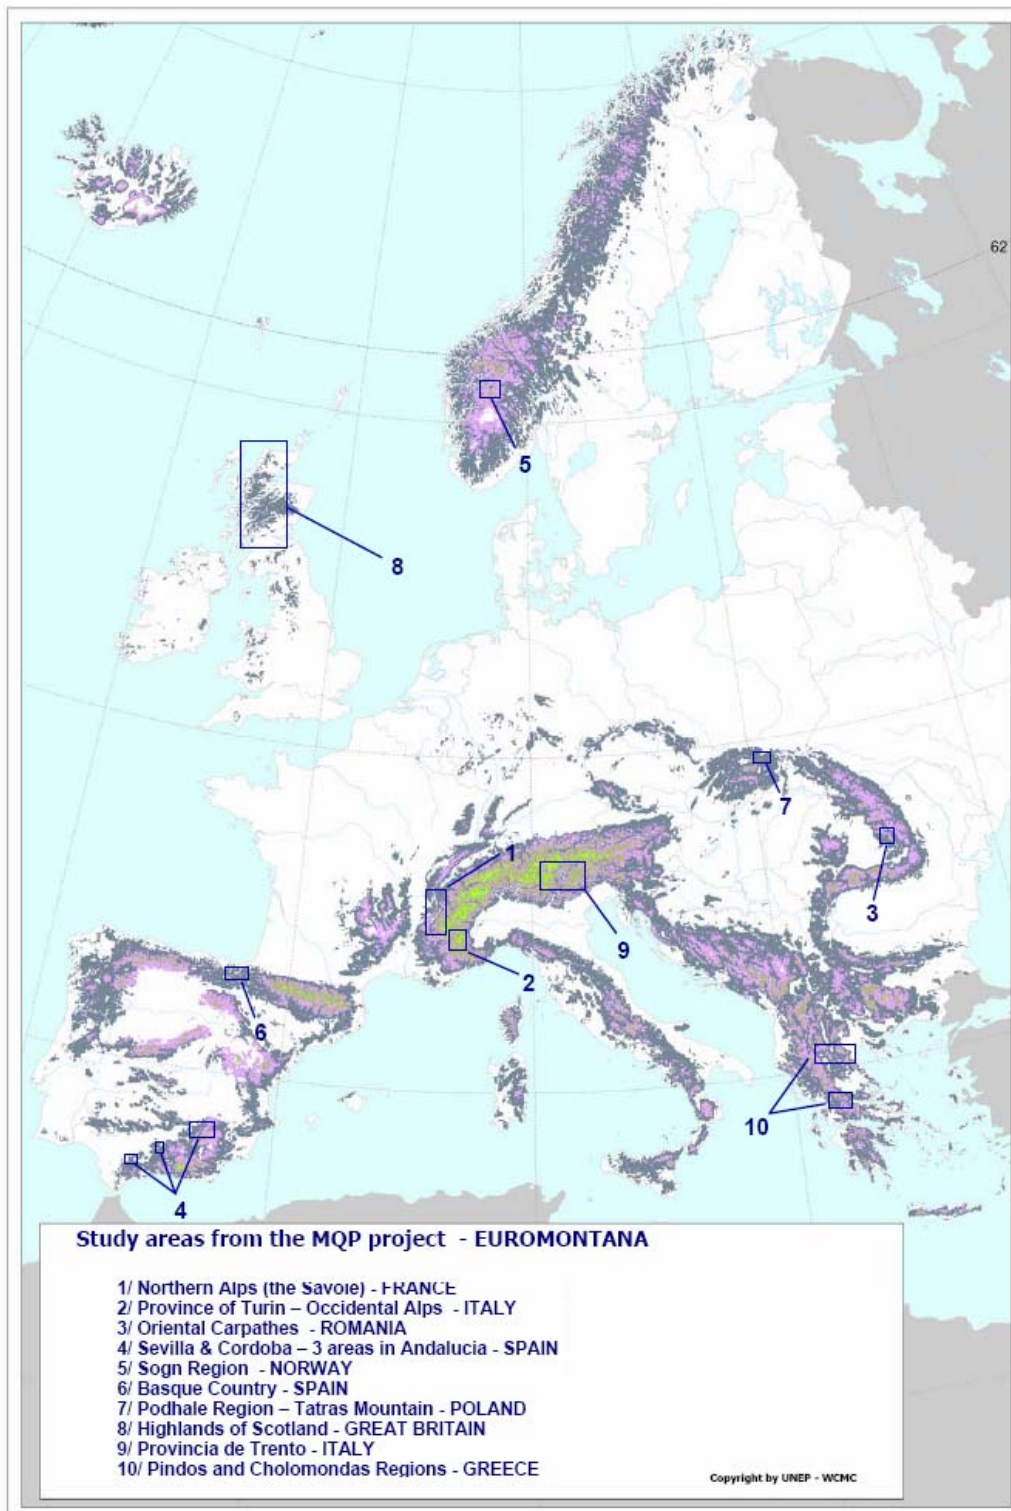 62
5
8
7
1
3
9
2
6
10
4
Study areas from the MQP project - EUROMONTANA
1/ Northern Alps (the Savoie) - FRANCE
2/ Province of Turin – Occidental Alps - ITALY
3/ Oriental Carpathes - ROMANIA
4/ Sevilla & Cordoba – 3 areas in Andalucia - SPAIN
5/ Sogn Region - NORWAY
6/ Basque Country - SPAIN
7/ Podhale Region – Tatras Mountain - POLAND
8/ Highlands of Scotland - GREAT BRITAIN
9/ Provincia de Trento - ITALY
10/ Pindos and Cholomondas Regions - GREECE
Copyright by UNEP - WCMC